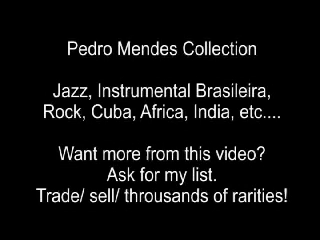 Pedro Mendes Collection
Jazz, Instrumental Brasileira,
Rock, Cuba, Africa, India, etc....
Want more from this video?
Ask for my list.
Trade/ sell/ throusands of rarities!